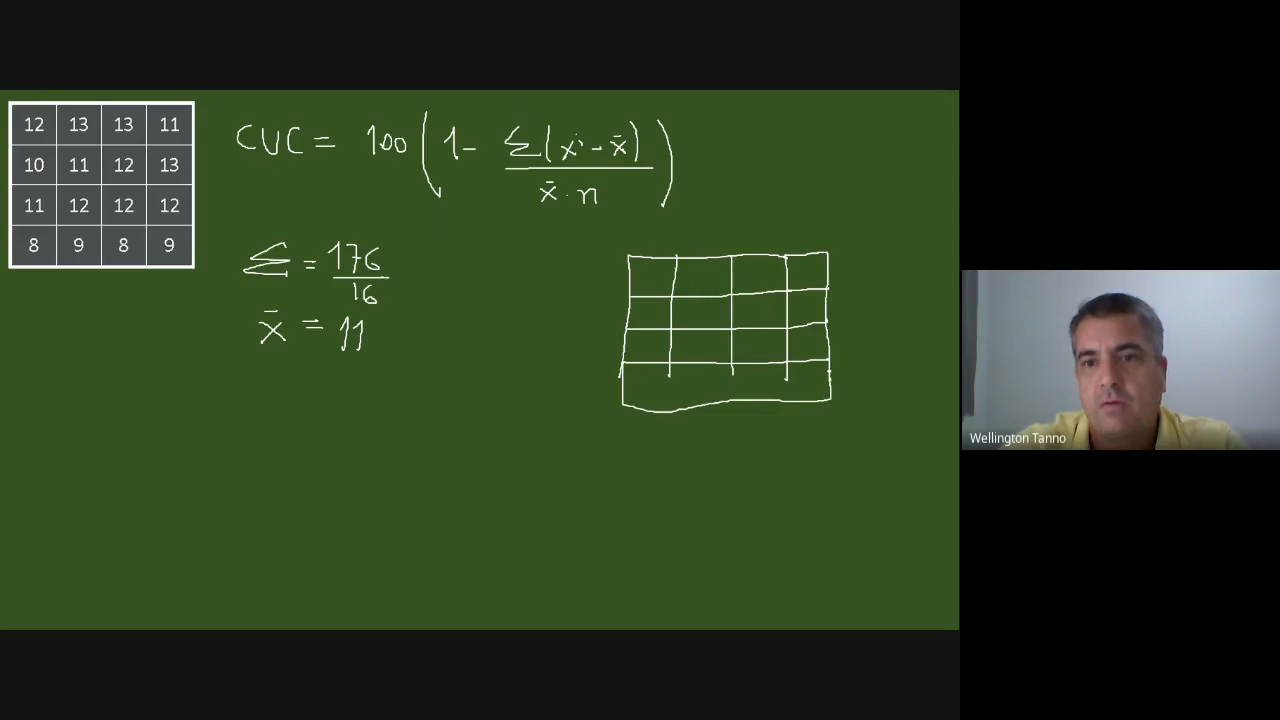 12 13 13 11
10 11 12 13
11 12 12 12
8 9 8 9
CUC = 100 (1 - Σ(xi - x̄) / x̄ . n)
Σ = 176 / 16
x̄ = 11
Wellington Tanno